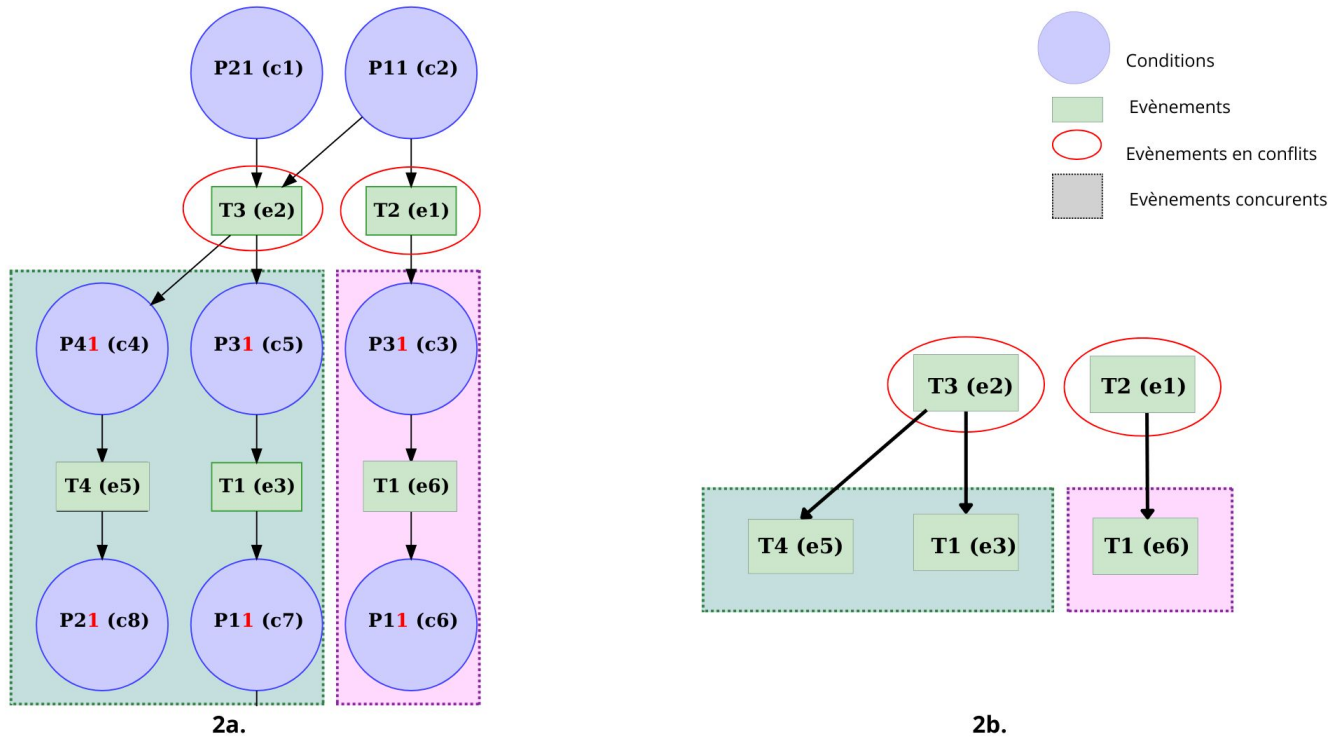 P21 (c1)
P11 (c2)
Conditions
Evènements
Evènements en conflits
Evènements concurents
T3 (e2)
T2 (e1)
P41 (c4)
P31 (c5)
P31 (c3)
T4 (e5)
T1 (e3)
T1 (e6)
P21 (c8)
P11 (c7)
P11 (c6)
2a.
T3 (e2)
T2 (e1)
T4 (e5)
T1 (e3)
T1 (e6)
2b.